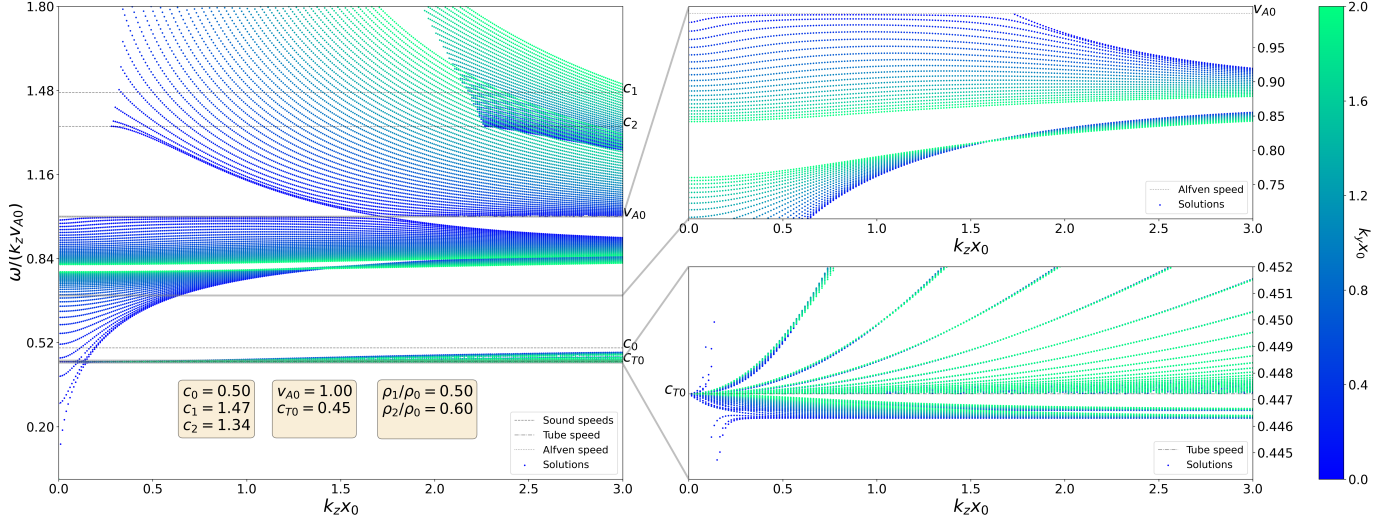 1.80
1.48
1.16
0.84
0.52
0.20
ω/(k_z v_A0)
c_1
c_2
v_A0
c_0
c_T0
c_0 = 0.50
c_1 = 1.47
c_2 = 1.34
v_A0 = 1.00
c_T0 = 0.45
ρ_1/ρ_0 = 0.50
ρ_2/ρ_0 = 0.60
Sound speeds
Tube speed
Alfven speed
Solutions
0.0 0.5 1.0 1.5 2.0 2.5 3.0
k_z x_0
v_A0
0.95
0.90
0.85
0.80
0.75
Alfven speed
Solutions
0.0 0.5 1.0 1.5 2.0 2.5 3.0
k_z x_0
0.452
0.451
0.450
0.449
0.448
0.447
0.446
0.445
c_T0
Tube speed
Solutions
0.0 0.5 1.0 1.5 2.0 2.5 3.0
k_z x_0
2.0
1.6
1.2
0.8
0.4
0.0
k_y x_0